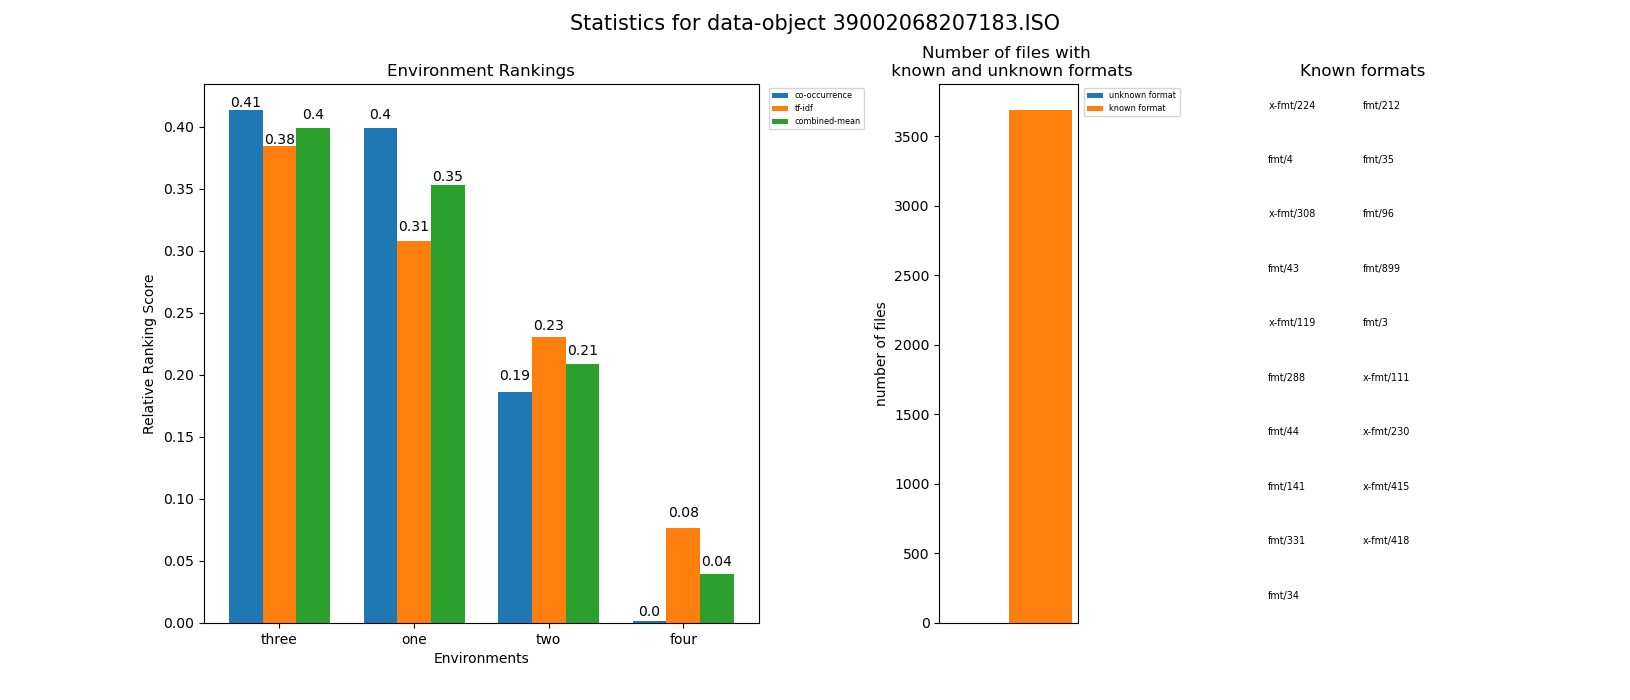 Statistics for data-object 39002068207183.ISO
Environment Rankings
0.40
0.35
0.30
0.25
0.20
0.15
0.10
0.05
0.00
Relative Ranking Score
0.41
0.38
0.4
0.4
0.31
0.35
0.19
0.23
0.21
0.0
0.08
0.04
three
one
two
four
Environments
co-occurrence
tf-idf
combined-mean
Number of files with
known and unknown formats
3500
3000
2500
2000
1500
1000
500
0
number of files
unknown format
known format
Known formats
x-fmt/224 fmt/212
fmt/4 fmt/35
x-fmt/308 fmt/96
fmt/43 fmt/899
x-fmt/119 fmt/3
fmt/288 x-fmt/111
fmt/44 x-fmt/230
fmt/141 x-fmt/415
fmt/331 x-fmt/418
fmt/34